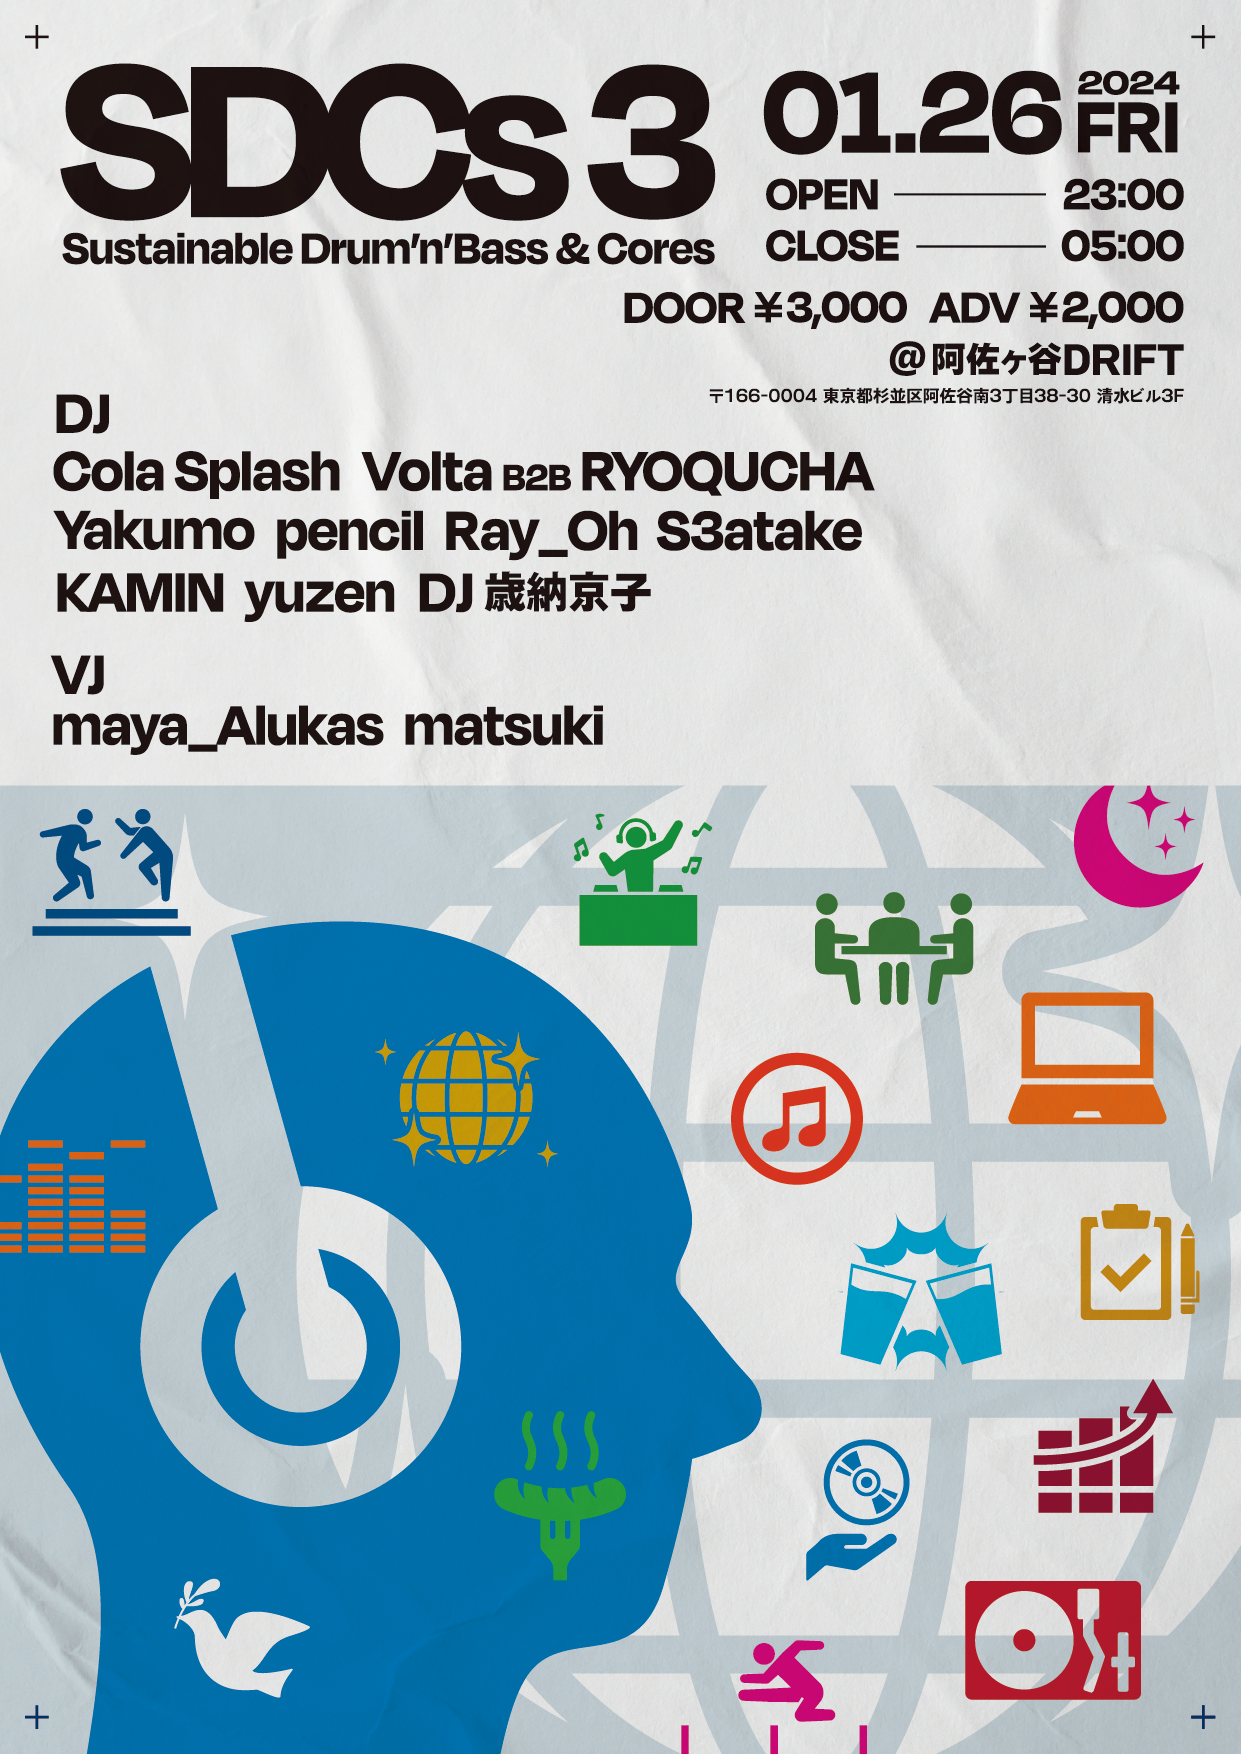 SDCs 3
Sustainable Drum'n'Bass & Cores
01.26 2024 FRI
OPEN 23:00
CLOSE 05:00
DOOR ¥3,000 ADV ¥2,000
@阿佐ヶ谷DRIFT
〒166-0004 東京都杉並区阿佐谷南3丁目38-30 清水ビル3F
DJ
Cola Splash Volta B2B RYOQUCHA
Yakumo pencil Ray_Oh S3atake
KAMIN yuzen DJ 歳納京子
VJ
maya_Alukas matsuki